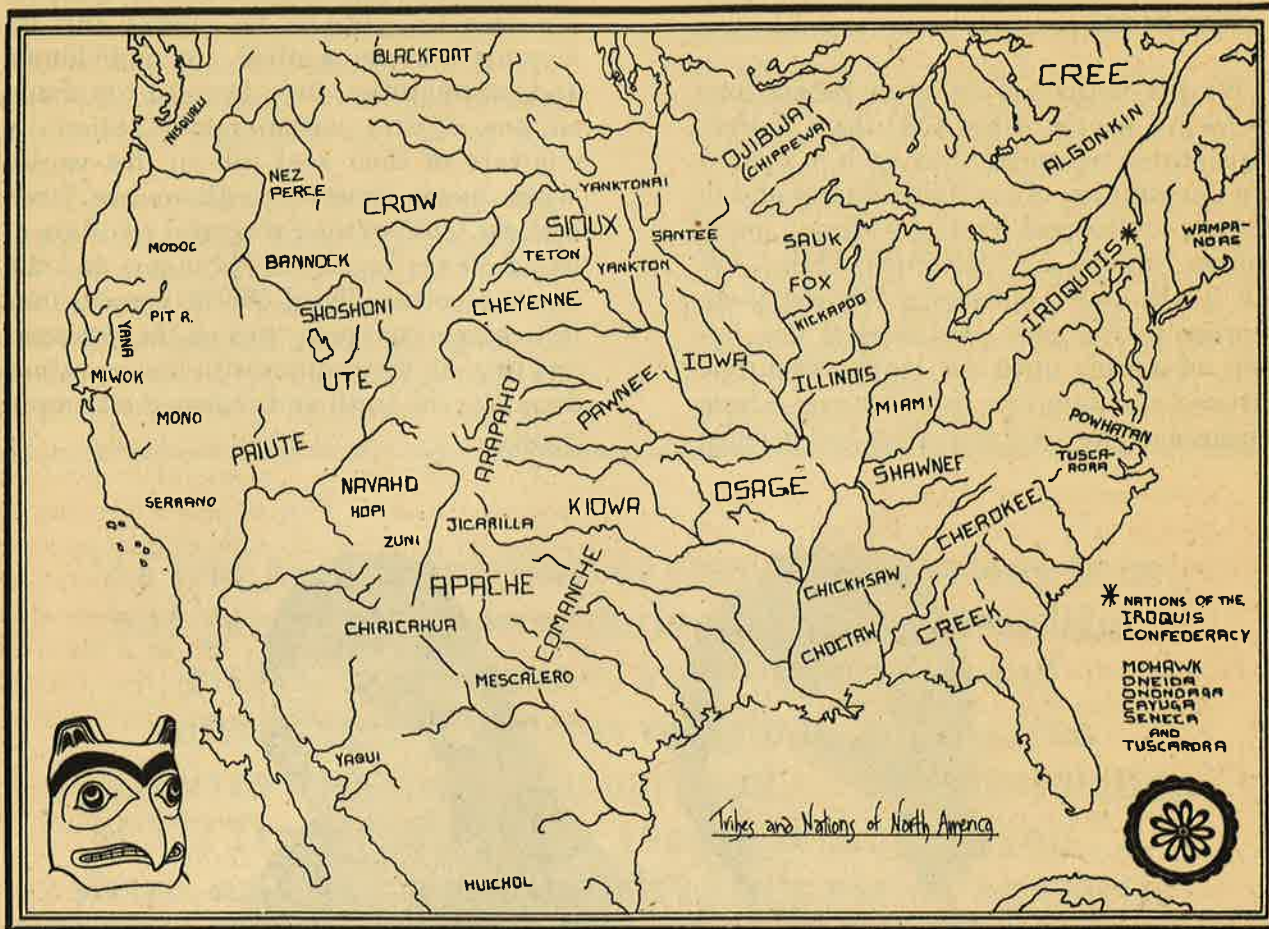 BLACKFOOT
CREE
NISQUALLI
OJIBWAY
(CHIPPEWA)
ALGONKIN
NEZ
PERCE
CROW
YANKTONAI
SIOUX
SANTEE
SAUK
WAMPA-
NOAG
MODOC
BANNOCK
TETON
YANKTON
FOX
IROQUOIS*
SHOSHONI
CHEYENNE
KICKAPOO
PIT R.
YANA
MIWOK
UTE
IOWA
ILLINOIS
MONO
ARAPAHO
PAWNEE
MIAMI
POWHATAN
PAIUTE
TUSCA-
RORA
SERRANO
NAVAHO
HOPI
ZUNI
JICARILLA
KIOWA
OSAGE
SHAWNEE
CHEROKEE
APACHE
COMANCHE
CHICKASAW
CHIRICAHUA
CHOCTAW
CREEK
MESCALERO
YAQUI
HUICHOL
* NATIONS OF THE
IROQUIS
CONFEDERACY
MOHAWK
ONEIDA
ONONDAGA
CAYUGA
SENECA
AND
TUSCARORA
Tribes and Nations of North America